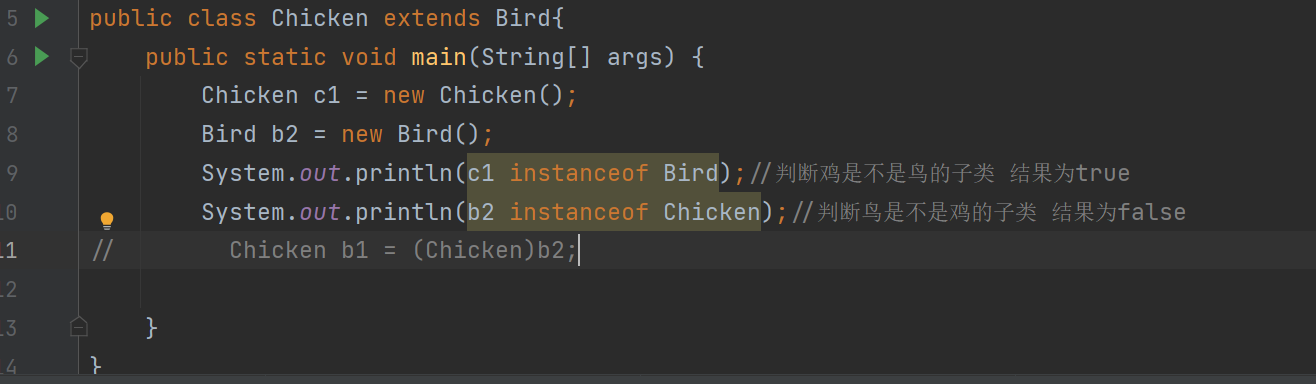 5 public class Chicken extends Bird{
6 public static void main(String[] args) {
7 Chicken c1 = new Chicken();
8 Bird b2 = new Bird();
9 System.out.println(c1 instanceof Bird);//判断鸡是不是鸟的子类 结果为true
10 System.out.println(b2 instanceof Chicken);//判断鸟是不是鸡的子类 结果为false
11 // Chicken b1 = (Chicken)b2;
12
13 }
14 }